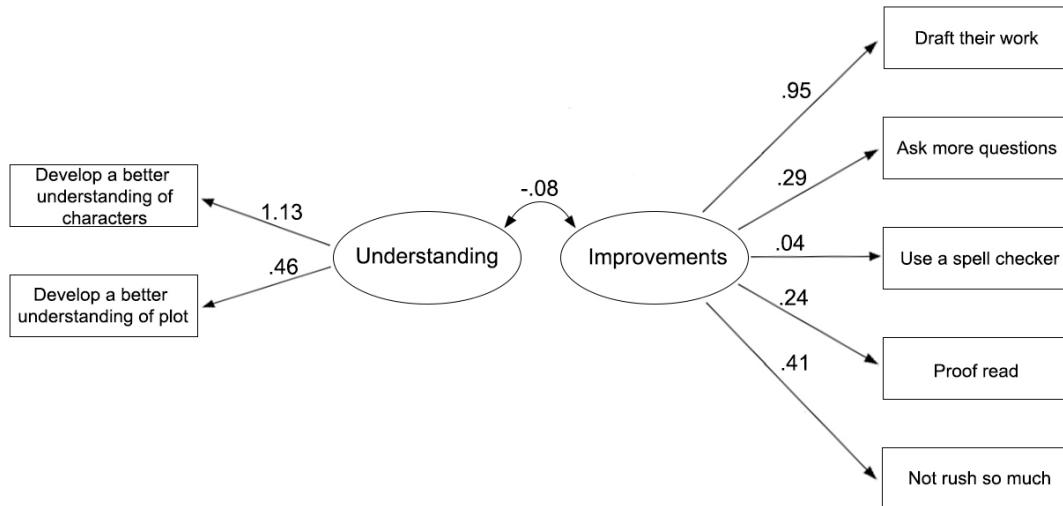 Draft their work
.95
Ask more questions
.29
Develop a better
understanding of
characters
1.13
-.08
Understanding
Improvements
.04
Use a spell checker
.46
Develop a better
understanding of plot
.24
Proof read
.41
Not rush so much